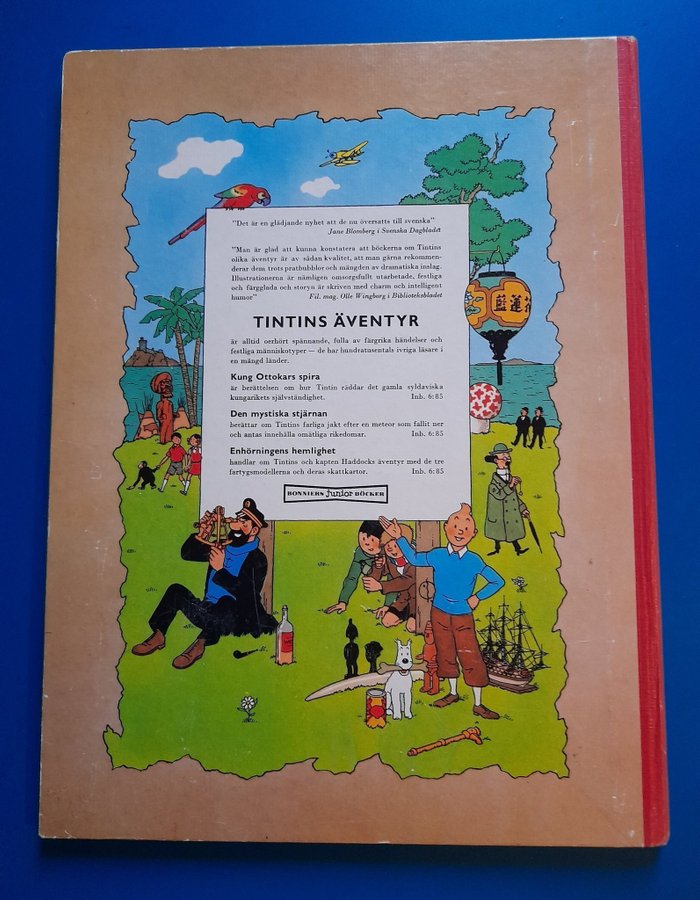 "Det är en glädjande nyhet att de nu översatts till svenska"
Jane Blomberg i Svenska Dagbladet
"Man är glad att kunna konstatera att böckerna om Tintins
olika äventyr är av sådan kvalitet, att man gärna rekommen-
derar dem trots pratbubblor och mängden av dramatiska inslag.
Illustrationerna är nämligen omsorgsfullt utarbetade, festliga
och färgglada och storyn är skriven med charm och intelligent
humor" Fil. mag. Olle Wingborg i Biblioteksbladet
TINTINS ÄVENTYR
är alltid oerhört spännande, fulla av färgrika händelser och
festliga människotyper — de har hundratusentals ivriga läsare i
en mängd länder.
Kung Ottokars spira
är berättelsen om hur Tintin räddar det gamla syldaviska
kungarikets självständighet. Inb. 6:85
Den mystiska stjärnan
berättar om Tintins farliga jakt efter en meteor som fallit ner
och antas innehålla omätliga rikedomar. Inb. 6:85
Enhörningens hemlighet
handlar om Tintins och kapten Haddocks äventyr med de tre
fartygsmodellerna och deras skattkartor. Inb. 6:85
BONNIERS Junior BÖCKER
藍蓮